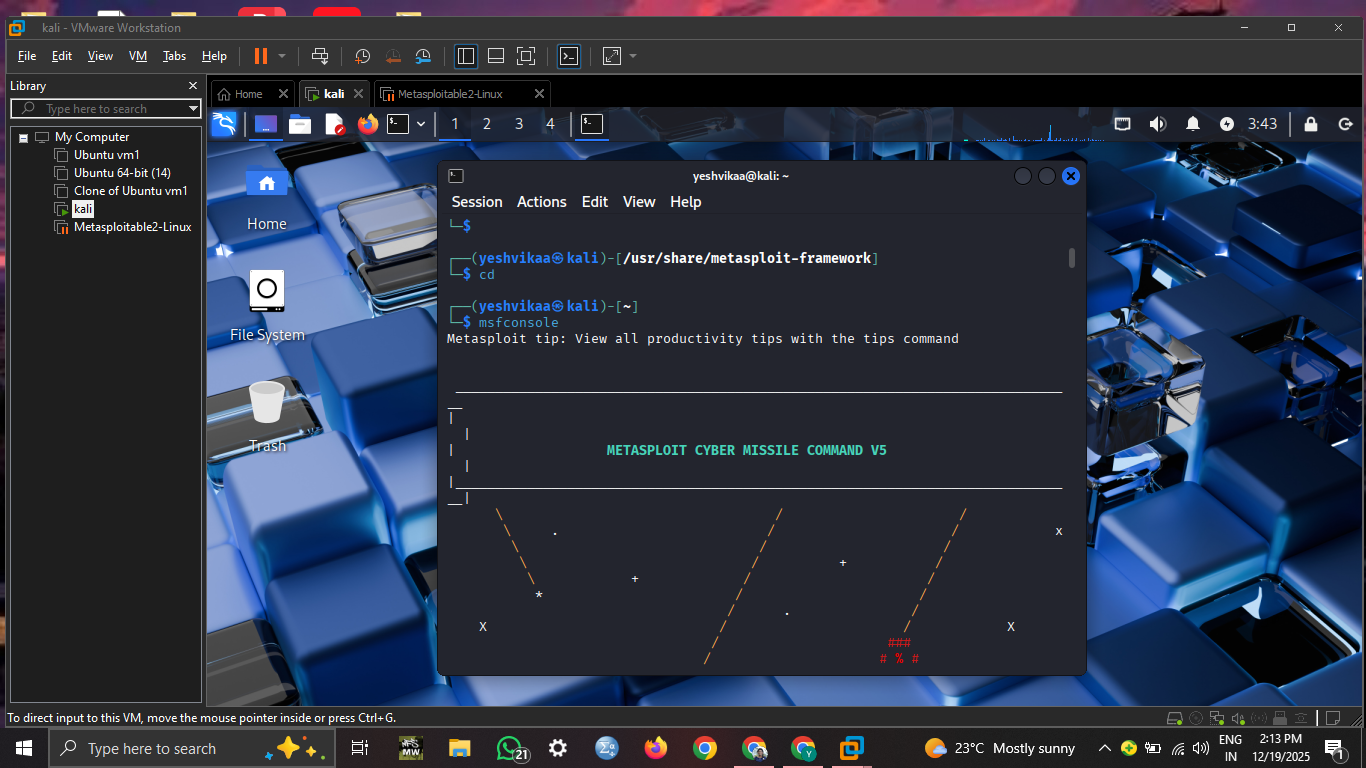 kali - VMware Workstation
File Edit View VM Tabs Help
Library
Type here to search
My Computer
Ubuntu vm1
Ubuntu 64-bit (14)
Clone of Ubuntu vm1
kali
Metasploitable2-Linux
Home kali Metasploitable2-Linux
1 2 3 4 3:43
Home
File System
Trash
yeshvikaa@kali: ~
Session Actions Edit View Help
└─$
┌──(yeshvikaa㉿kali)-[/usr/share/metasploit-framework]
└─$ cd
┌──(yeshvikaa㉿kali)-[~]
└─$ msfconsole
Metasploit tip: View all productivity tips with the tips command
METASPLOIT CYBER MISSILE COMMAND V5
\ / /
\ . / / x
\ / /
\ / + /
\ + / /
* / /
/ . /
X / / X
/ ###
/ # % #
To direct input to this VM, move the mouse pointer inside or press Ctrl+G.
Type here to search
MW
21
Y
23°C Mostly sunny
ENG
IN
2:13 PM
12/19/2025
1